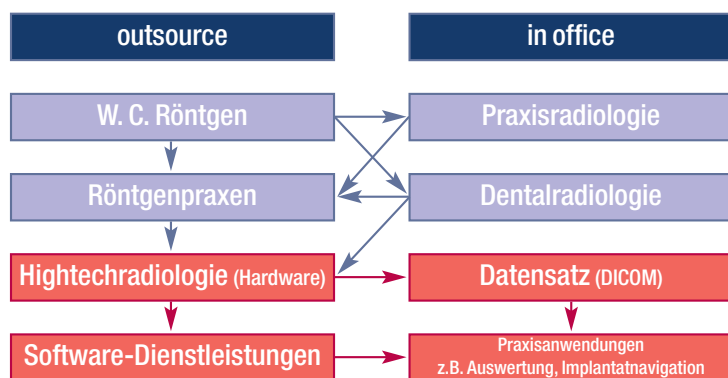 outsource
in office
W. C. Röntgen
Praxisradiologie
Röntgenpraxen
Dentalradiologie
Hightechradiologie (Hardware)
Datensatz (DICOM)
Software-Dienstleistungen
Praxisanwendungen
z.B. Auswertung, Implantatnavigation